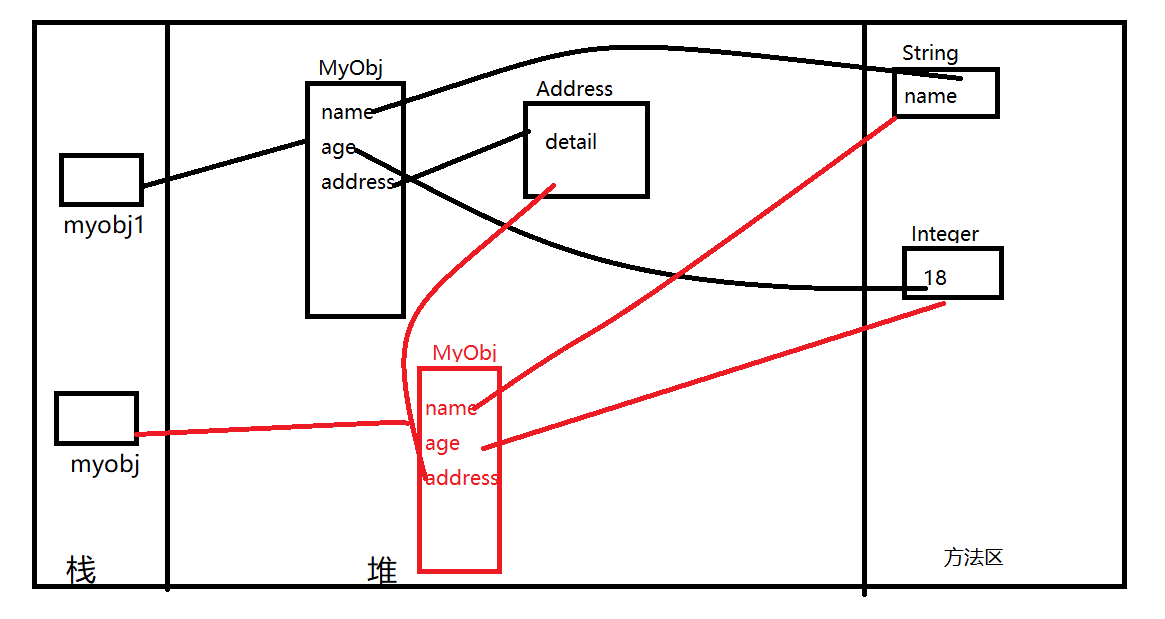 String
MyObj
Address
name
name
detail
age
address
myobj1
Integer
18
MyObj
name
age
myobj
address
栈
堆
方法区